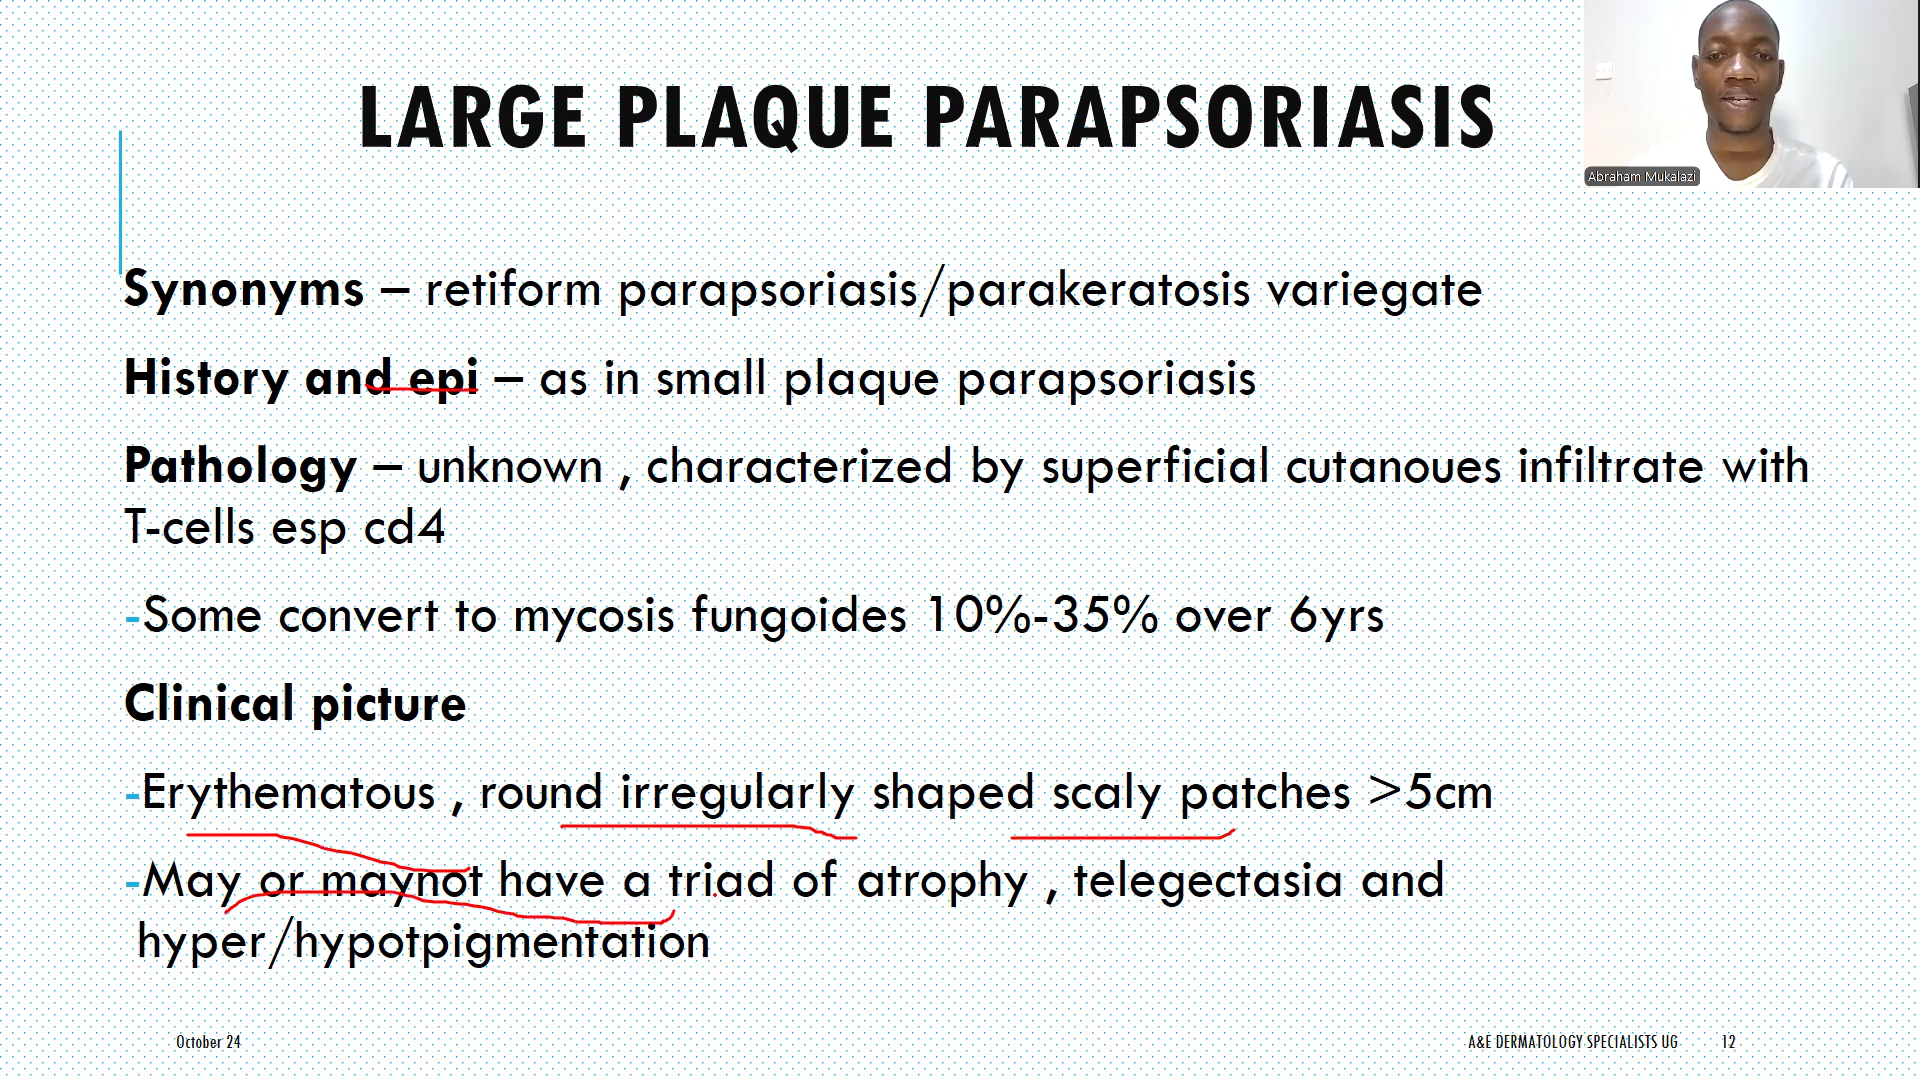 LARGE PLAQUE PARAPSORIASIS
Abraham Mukalazi
Synonyms – retiform parapsoriasis/parakeratosis variegate
History and epi – as in small plaque parapsoriasis
Pathology – unknown , characterized by superficial cutanoues infiltrate with
T-cells esp cd4
-Some convert to mycosis fungoides 10%-35% over 6yrs
Clinical picture
-Erythematous , round irregularly shaped scaly patches >5cm
-May or maynot have a triad of atrophy , telegectasia and
hyper/hypotpigmentation
October 24
A&E DERMATOLOGY SPECIALISTS UG
12